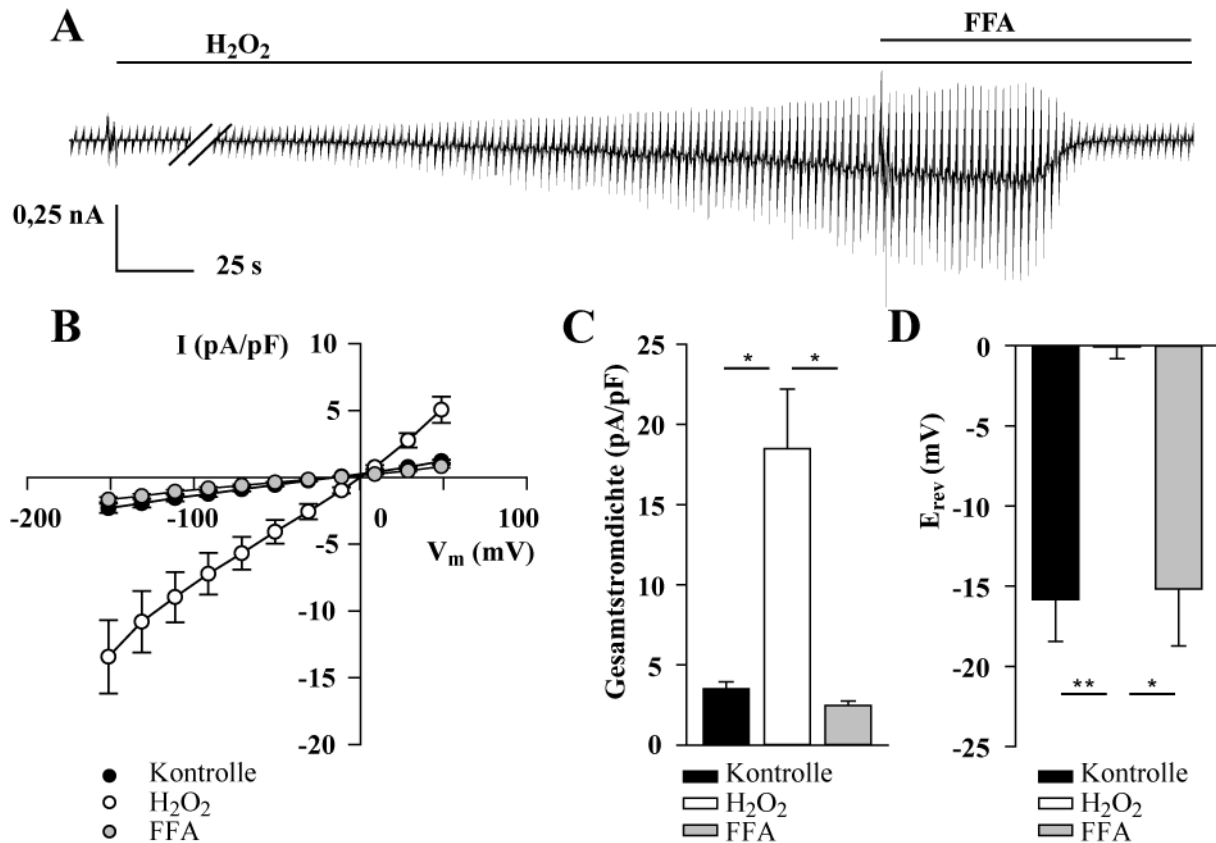 A
H₂O₂
FFA
0,25 nA
25 s
B
I (pA/pF)
10
5
-200
-100
0
100
Vₘ (mV)
-5
-10
-15
-20
Kontrolle
H₂O₂
FFA
C
Gesamtstromdichte (pA/pF)
25
20
15
10
5
0
*
*
Kontrolle
H₂O₂
FFA
D
E_rev (mV)
0
-5
-10
-15
-20
-25
**
*
Kontrolle
H₂O₂
FFA